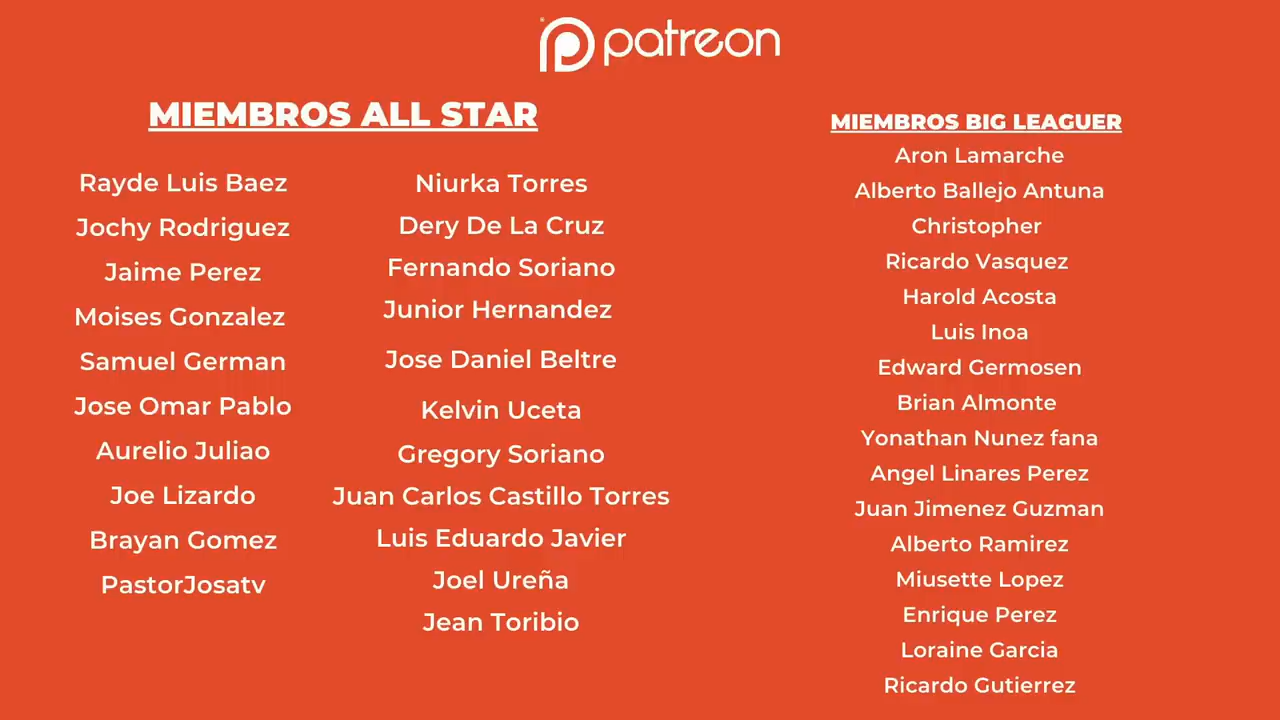 patreon
MIEMBROS ALL STAR
Rayde Luis Baez
Jochy Rodriguez
Jaime Perez
Moises Gonzalez
Samuel German
Jose Omar Pablo
Aurelio Juliao
Joe Lizardo
Brayan Gomez
PastorJosatv
Niurka Torres
Dery De La Cruz
Fernando Soriano
Junior Hernandez
Jose Daniel Beltre
Kelvin Uceta
Gregory Soriano
Juan Carlos Castillo Torres
Luis Eduardo Javier
Joel Ureña
Jean Toribio
MIEMBROS BIG LEAGUER
Aron Lamarche
Alberto Ballejo Antuna
Christopher
Ricardo Vasquez
Harold Acosta
Luis Inoa
Edward Germosen
Brian Almonte
Yonathan Nunez fana
Angel Linares Perez
Juan Jimenez Guzman
Alberto Ramirez
Miusette Lopez
Enrique Perez
Loraine Garcia
Ricardo Gutierrez